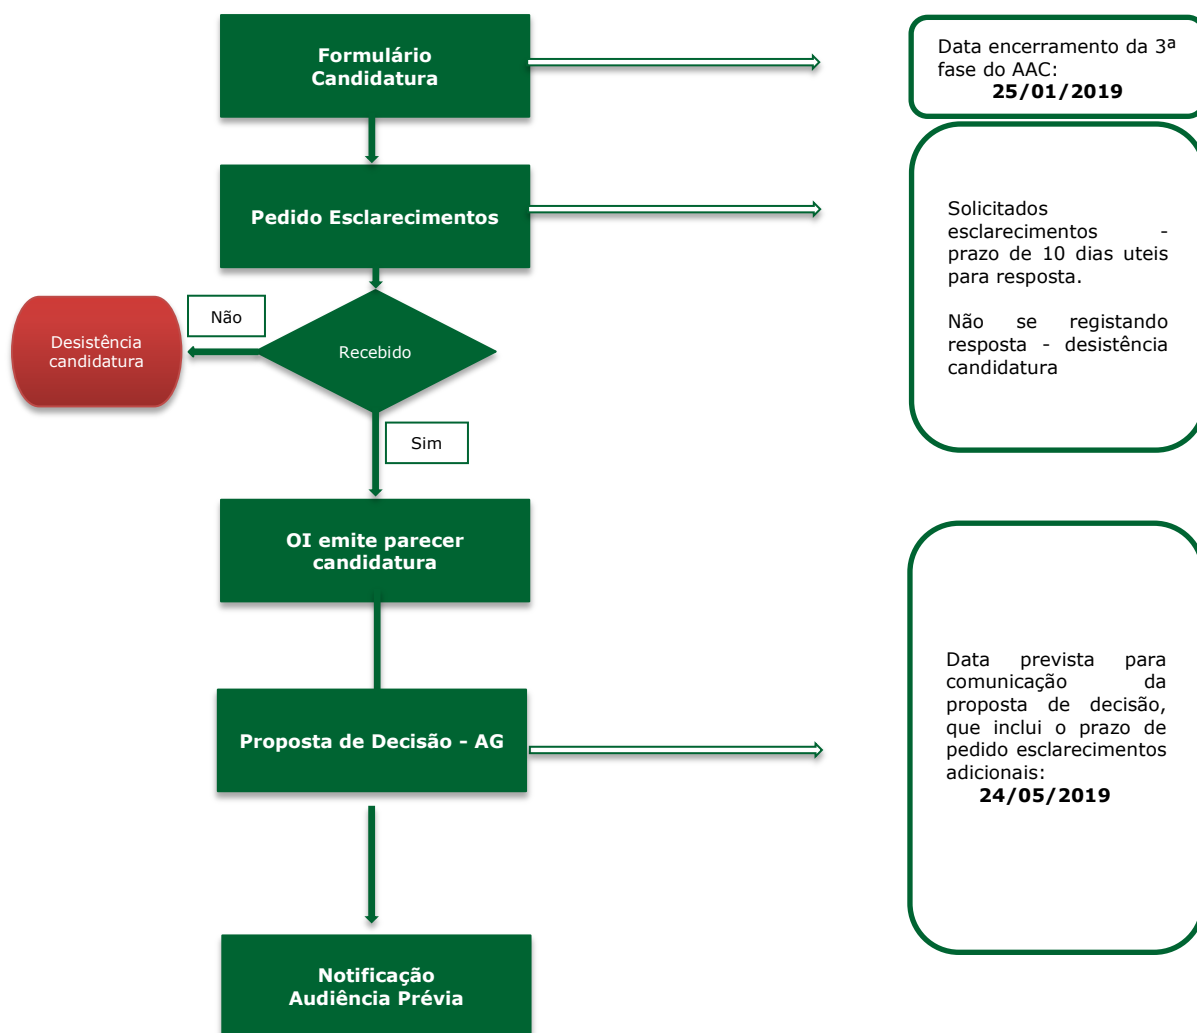 Formulário
Candidatura
Data encerramento da 3ª
fase do AAC:
25/01/2019
Pedido Esclarecimentos
Solicitados
esclarecimentos -
prazo de 10 dias uteis
para resposta.
Não se registando
resposta - desistência
candidatura
Não
Desistência
candidatura
Recebido
Sim
OI emite parecer
candidatura
Proposta de Decisão - AG
Data prevista para
comunicação da
proposta de decisão,
que inclui o prazo de
pedido esclarecimentos
adicionais:
24/05/2019
Notificação
Audiência Prévia